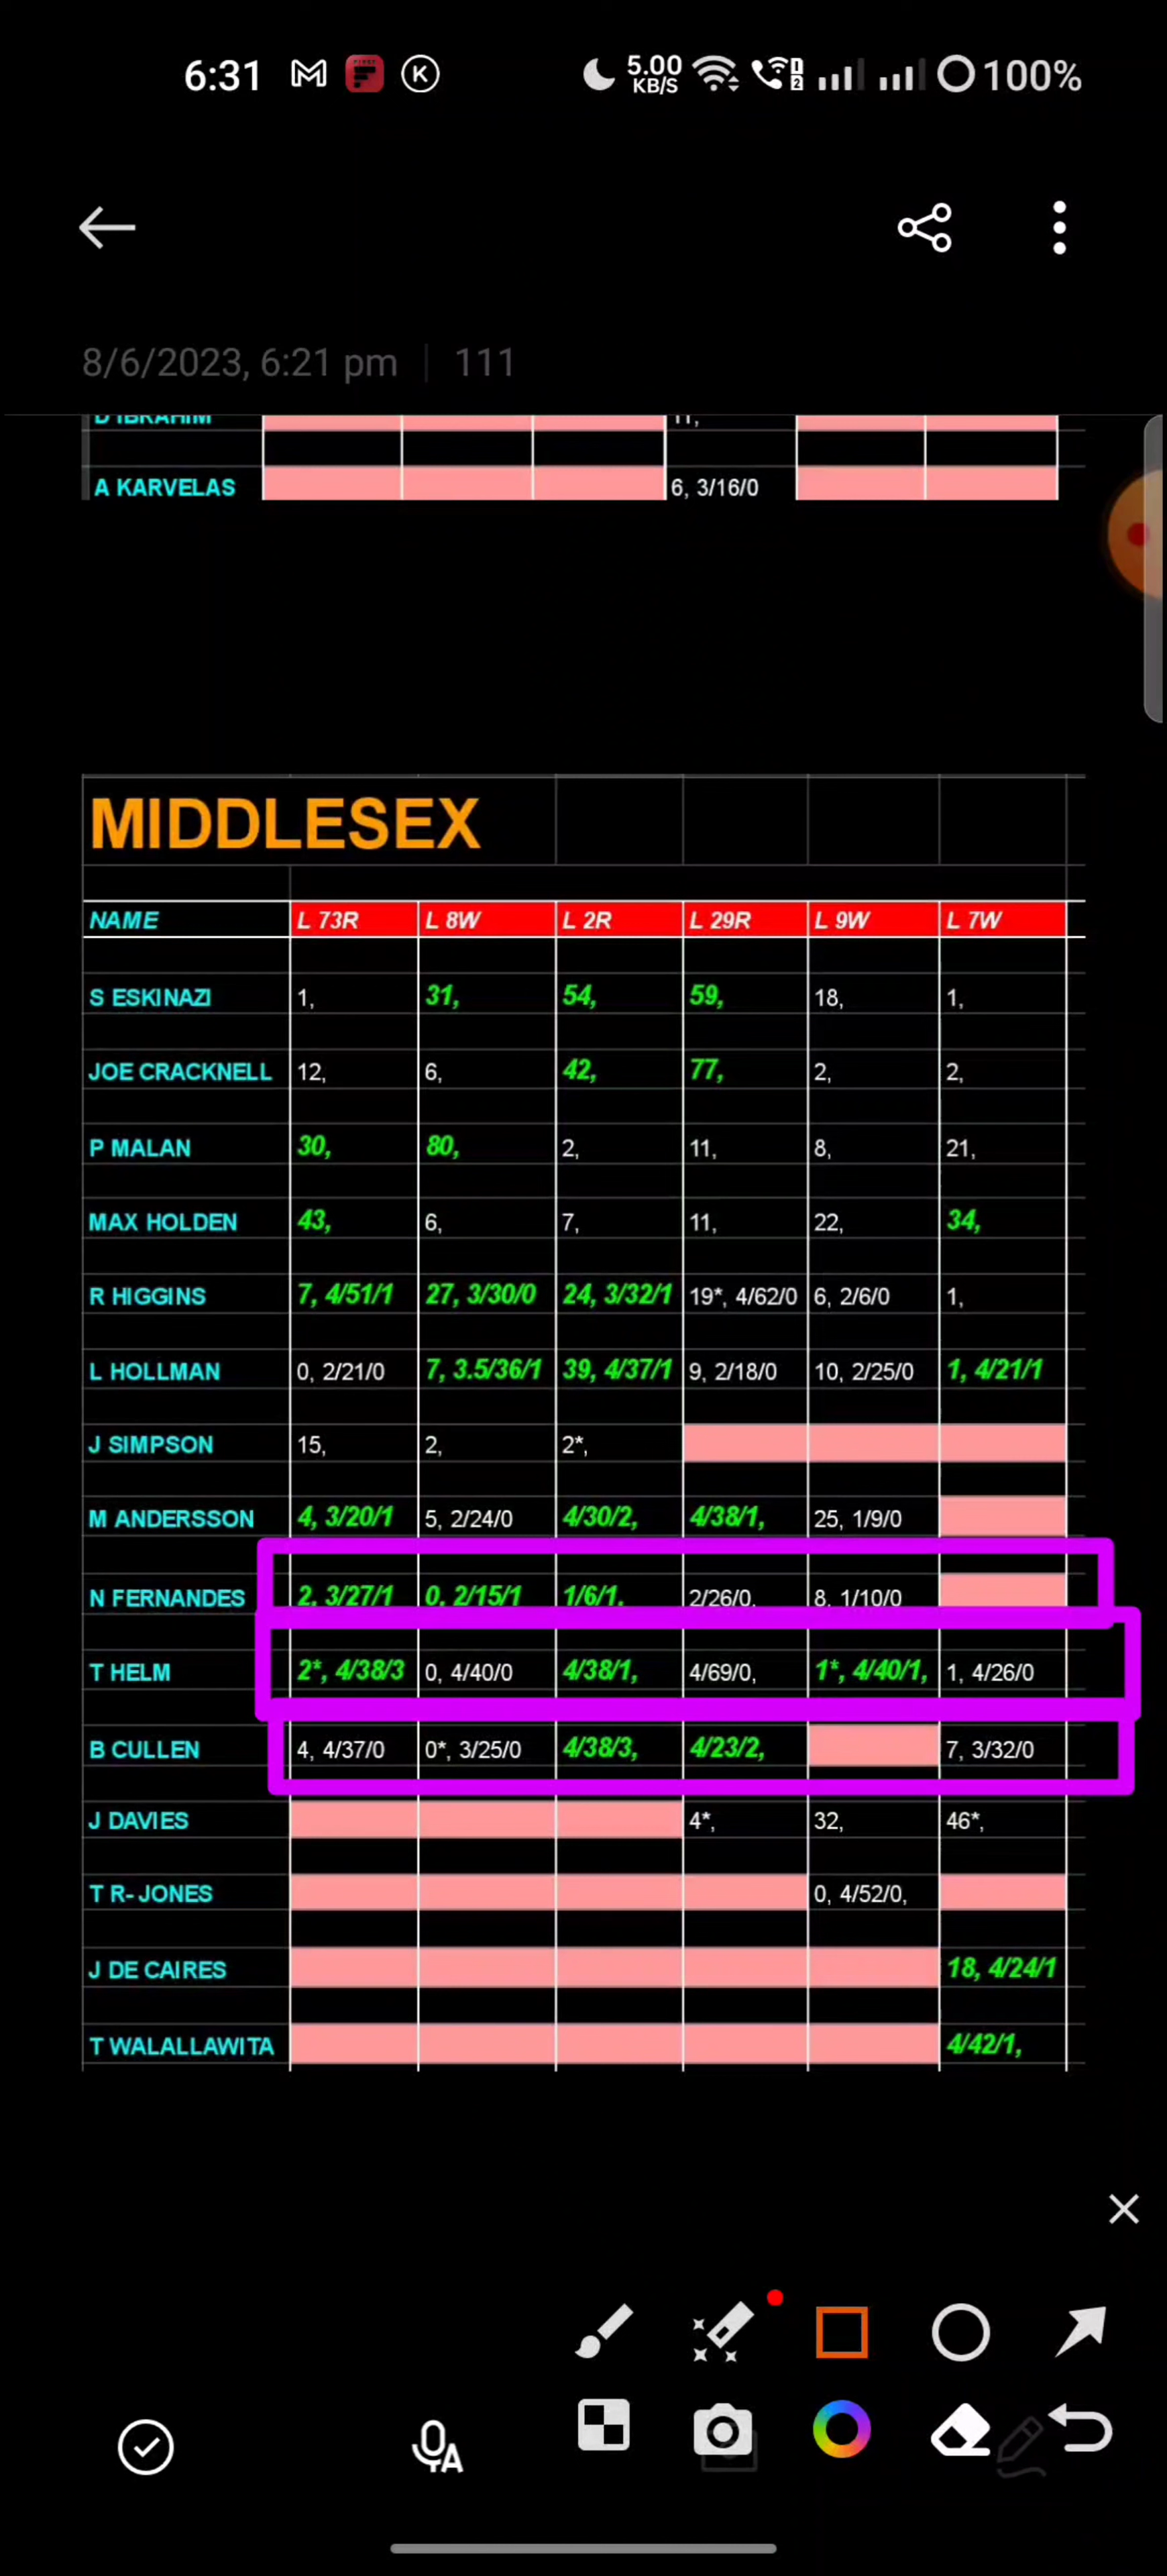 6:31 K 5.00 KB/S 1 2 100%
8/6/2023, 6:21 pm | 111
D IBRAHIM 11,
A KARVELAS 6, 3/16/0
MIDDLESEX
NAME L 73R L 8W L 2R L 29R L 9W L 7W
S ESKINAZI 1, 31, 54, 59, 18, 1,
JOE CRACKNELL 12, 6, 42, 77, 2, 2,
P MALAN 30, 80, 2, 11, 8, 21,
MAX HOLDEN 43, 6, 7, 11, 22, 34,
R HIGGINS 7, 4/51/1 27, 3/30/0 24, 3/32/1 19*, 4/62/0 6, 2/6/0 1,
L HOLLMAN 0, 2/21/0 7, 3.5/36/1 39, 4/37/1 9, 2/18/0 10, 2/25/0 1, 4/21/1
J SIMPSON 15, 2, 2*,
M ANDERSSON 4, 3/20/1 5, 2/24/0 4/30/2, 4/38/1, 25, 1/9/0
N FERNANDES 2, 3/27/1 0, 2/15/1 1/6/1, 2/26/0, 8, 1/10/0
T HELM 2*, 4/38/3 0, 4/40/0 4/38/1, 4/69/0, 1*, 4/40/1, 1, 4/26/0
B CULLEN 4, 4/37/0 0*, 3/25/0 4/38/3, 4/23/2, 7, 3/32/0
J DAVIES 4*, 32, 46*,
T R- JONES 0, 4/52/0,
J DE CAIRES 18, 4/24/1
T WALALLAWITA 4/42/1,
A